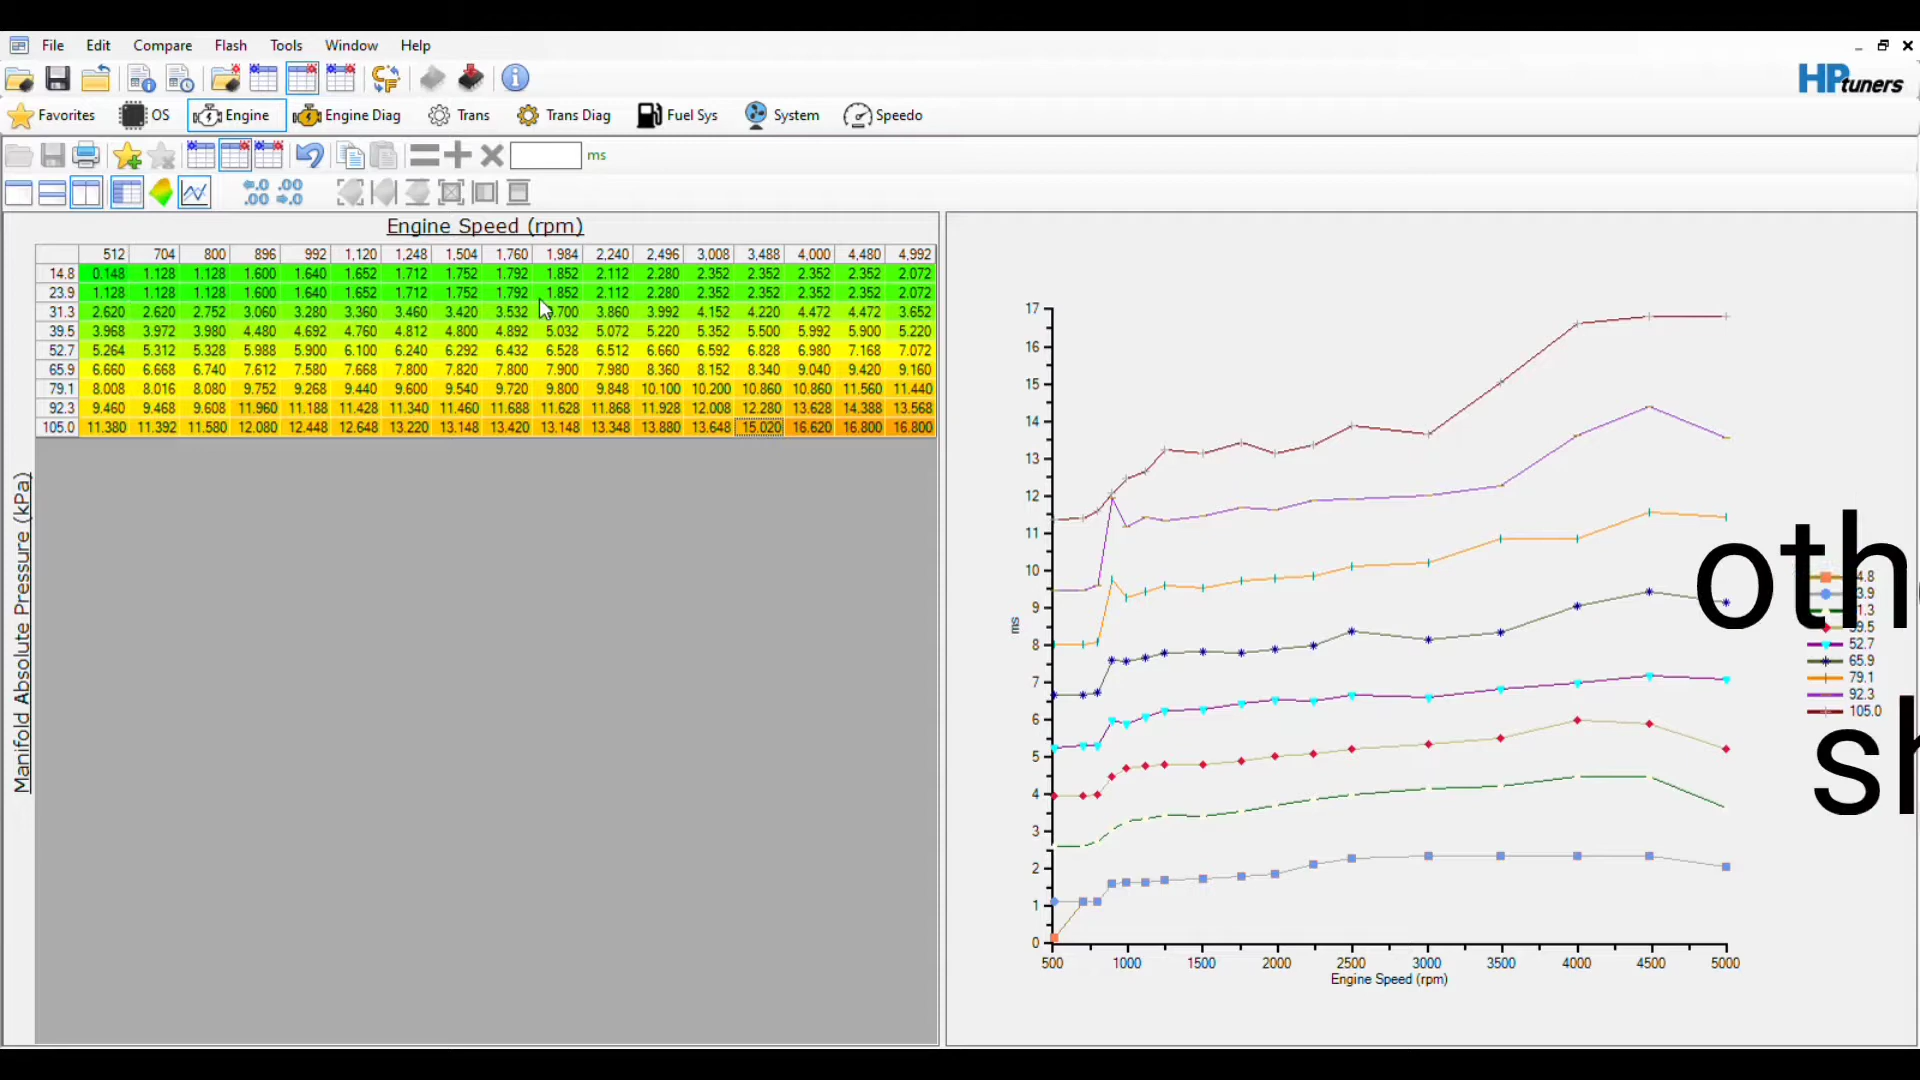 File Edit Compare Flash Tools Window Help
HPtuners
Favorites OS Engine Engine Diag Trans Trans Diag Fuel Sys System Speedo
ms
Engine Speed (rpm)
512 704 800 896 992 1,120 1,248 1,504 1,760 1,984 2,240 2,496 3,008 3,488 4,000 4,480 4,992
14.8 0.148 1.128 1.128 1.600 1.640 1.652 1.712 1.752 1.792 1.852 2.112 2.280 2.352 2.352 2.352 2.352 2.072
23.9 1.128 1.128 1.128 1.600 1.640 1.652 1.712 1.752 1.792 1.852 2.112 2.280 2.352 2.352 2.352 2.352 2.072
31.3 2.620 2.620 2.752 3.060 3.280 3.360 3.460 3.420 3.532 .700 3.860 3.992 4.152 4.220 4.472 4.472 3.652
39.5 3.968 3.972 3.980 4.480 4.692 4.760 4.812 4.800 4.892 5.032 5.072 5.220 5.352 5.500 5.992 5.900 5.220
52.7 5.264 5.312 5.328 5.988 5.900 6.100 6.240 6.292 6.432 6.528 6.512 6.660 6.592 6.828 6.980 7.168 7.072
65.9 6.660 6.668 6.740 7.612 7.580 7.668 7.800 7.820 7.800 7.900 7.980 8.360 8.152 8.340 9.040 9.420 9.160
79.1 8.008 8.016 8.080 9.752 9.268 9.440 9.600 9.540 9.720 9.800 9.848 10.100 10.200 10.860 10.860 11.560 11.440
92.3 9.460 9.468 9.608 11.960 11.188 11.428 11.340 11.460 11.688 11.628 11.868 11.928 12.008 12.280 13.628 14.388 13.568
105.0 11.380 11.392 11.580 12.080 12.448 12.648 13.220 13.148 13.420 13.148 13.348 13.880 13.648 15.020 16.620 16.800 16.800
Manifold Absolute Pressure (kPa)
17
16
15
14
13
12
11
10
9
8
7
6
5
4
3
2
1
0
ms
500 1000 1500 2000 2500 3000 3500 4000 4500 5000
Engine Speed (rpm)
oth
4.8
3.9
1.3
39.5
52.7
65.9
79.1
92.3
105.0
sh